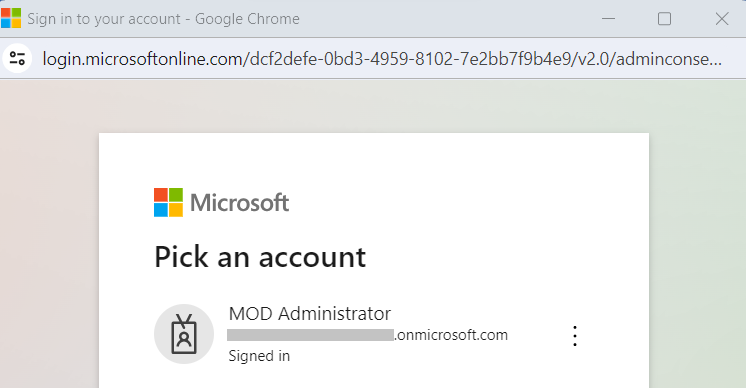 Sign in to your account - Google Chrome
login.microsoftonline.com/dcf2defe-0bd3-4959-8102-7e2bb7f9b4e9/v2.0/adminconse...
Microsoft
Pick an account
MOD Administrator
.onmicrosoft.com
Signed in